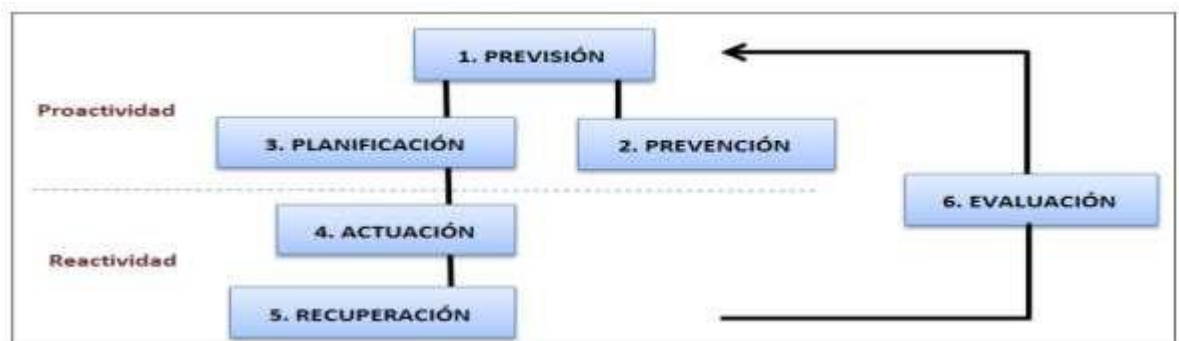 1. PREVISIÓN
Proactividad
3. PLANIFICACIÓN
2. PREVENCIÓN
6. EVALUACIÓN
4. ACTUACIÓN
Reactividad
5. RECUPERACIÓN